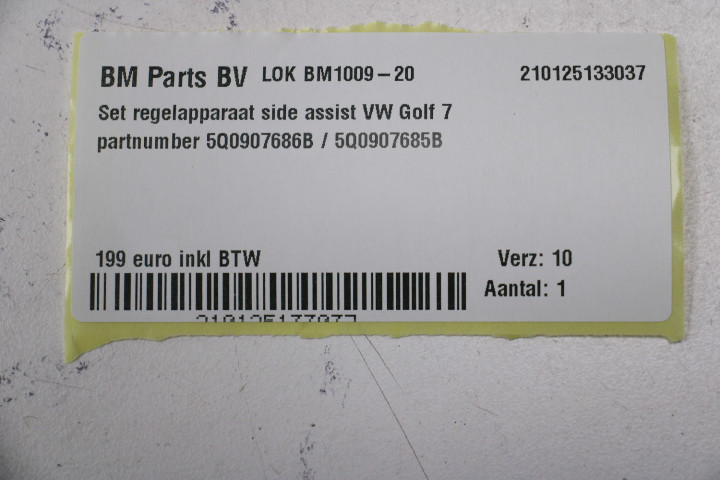 BM Parts BV LOK BM1009-20 210125133037
Set regelapparaat side assist VW Golf 7
partnumber 5Q0907686B / 5Q0907685B
199 euro inkl BTW Verz: 10
Aantal: 1